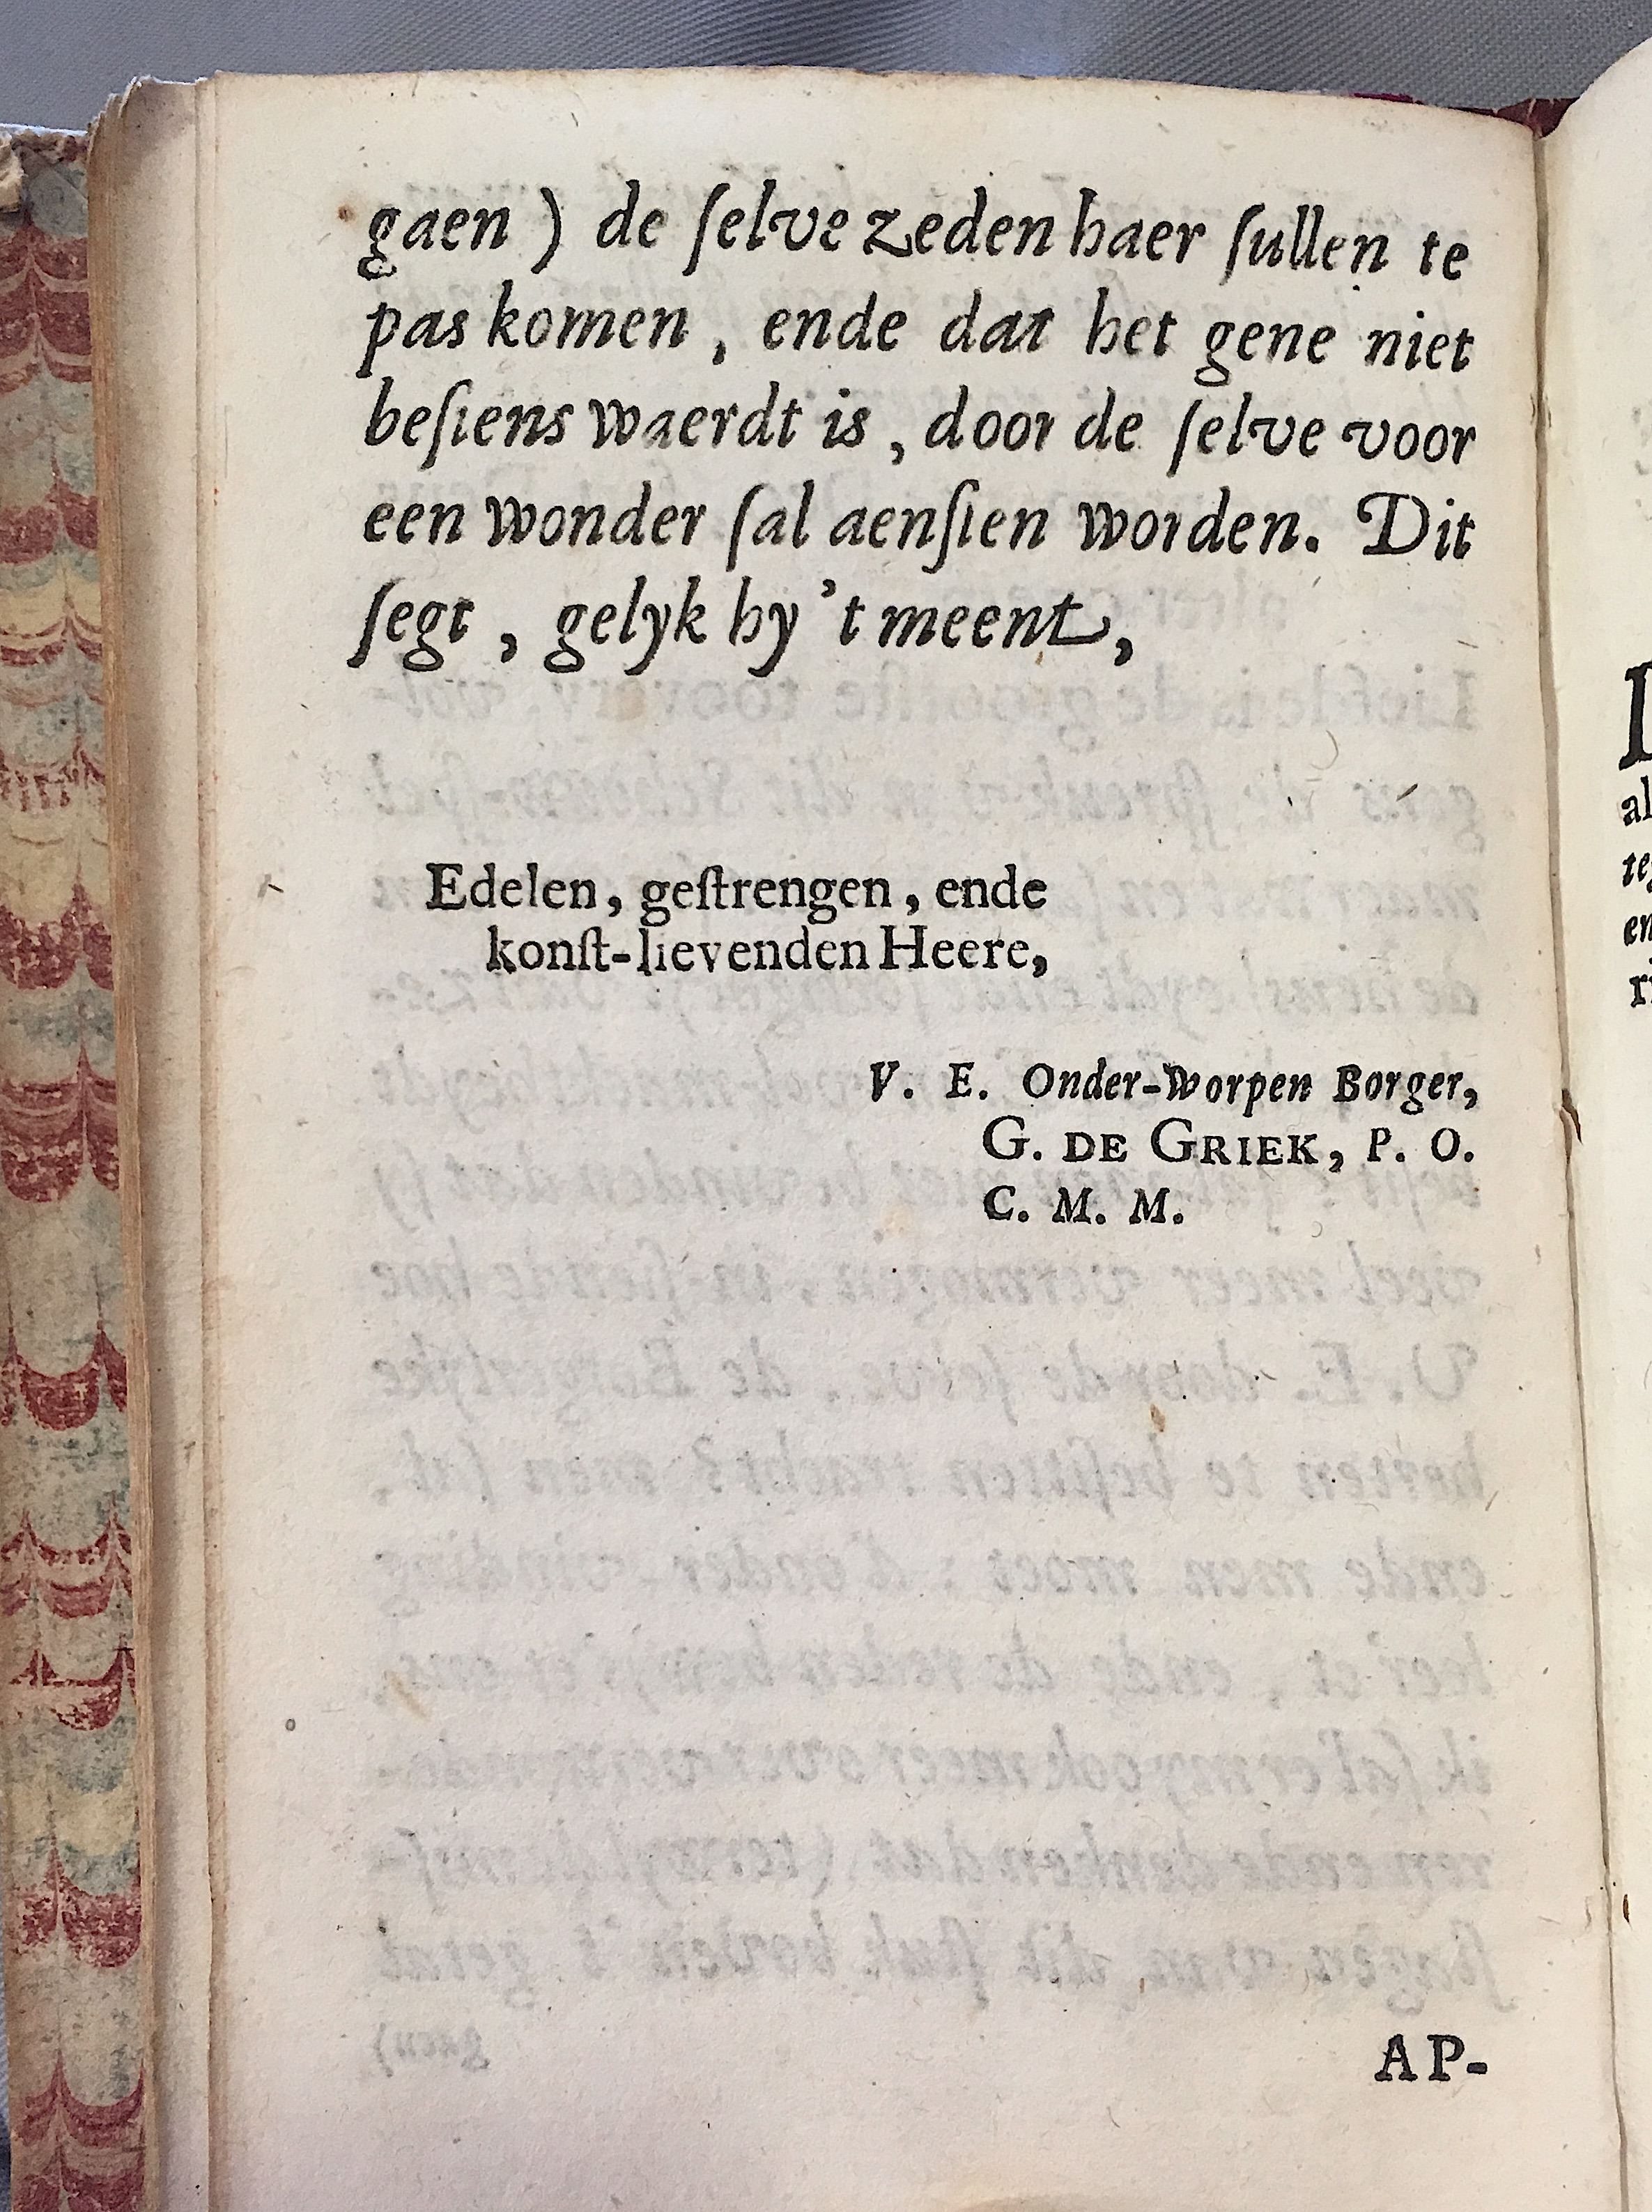 gaen ) de ſelve zeden haer ſullen te
pas komen , ende dat het gene niet
beſiens waerdt is , door de ſelve voor
een wonder ſal aenſien worden. Dit
ſegt , gelyk hy 't meent,
Edelen, geſtrengen, ende
konſt-lievenden Heere,
V. E. Onder-worpen Borger,
G. DE GRIEK, P. O.
C. M. M.
AP-
al